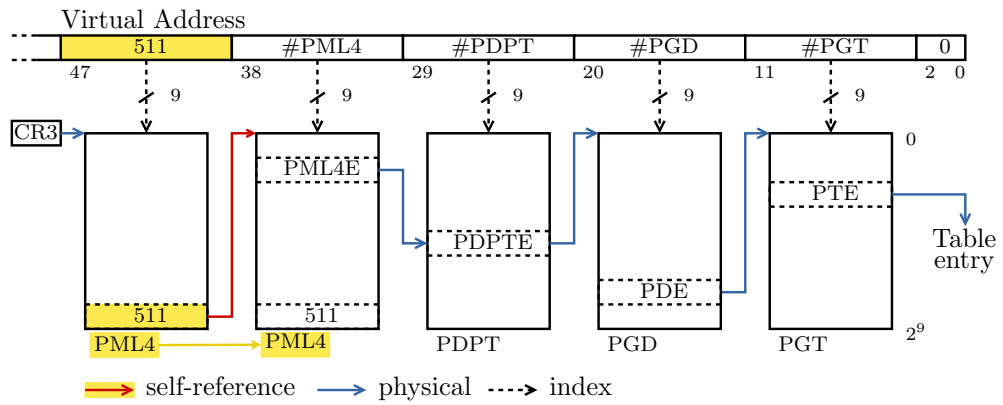 Virtual Address
511 #PML4 #PDPT #PGD #PGT 0
47 38 29 20 11 2 0
9 9 9 9 9
CR3
0
PML4E
PTE
PDPTE
Table
entry
PDE
511 511
2⁹
PML4 PML4 PDPT PGD PGT
self-reference physical index